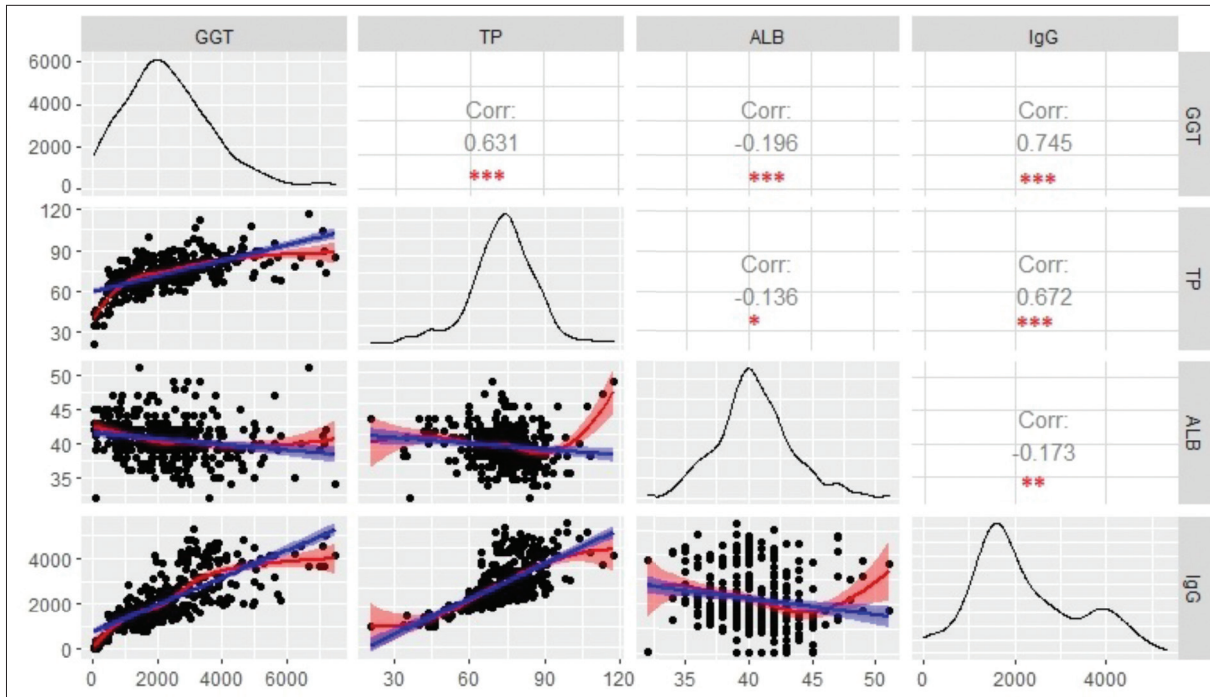 GGT TP ALB IgG
6000
4000
2000
0
Corr:
0.631
***
Corr:
-0.196
***
Corr:
0.745
***
GGT
120
90
60
30
Corr:
-0.136
*
Corr:
0.672
***
TP
50
45
40
35
Corr:
-0.173
**
ALB
4000
2000
0
IgG
0 2000 4000 6000 30 60 90 120 35 40 45 50 0 2000 4000